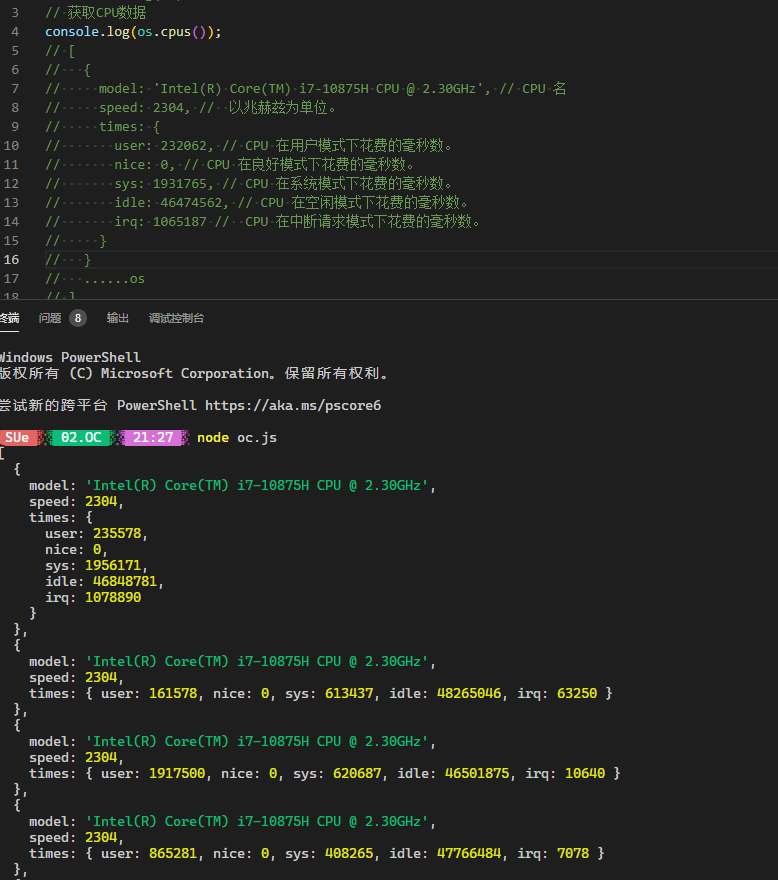 3 // 获取CPU数据
4 console.log(os.cpus());
5 // [
6 //   {
7 //     model: 'Intel(R) Core(TM) i7-10875H CPU @ 2.30GHz', // CPU 名
8 //     speed: 2304, //  以兆赫兹为单位。
9 //     times: {
10 //       user: 232062, // CPU 在用户模式下花费的毫秒数。
11 //       nice: 0, // CPU 在良好模式下花费的毫秒数。
12 //       sys: 1931765, // CPU 在系统模式下花费的毫秒数。
13 //       idle: 46474562, // CPU 在空闲模式下花费的毫秒数。
14 //       irq: 1065187 //  CPU 在中断请求模式下花费的毫秒数。
15 //     }
16 //   }
17 //   ......os
18 // ]
终端 问题 8 输出 调试控制台
Windows PowerShell
版权所有 (C) Microsoft Corporation。保留所有权利。
尝试新的跨平台 PowerShell https://aka.ms/pscore6
SUe 02.OC 21:27 node oc.js
[
  {
    model: 'Intel(R) Core(TM) i7-10875H CPU @ 2.30GHz',
    speed: 2304,
    times: {
      user: 235578,
      nice: 0,
      sys: 1956171,
      idle: 46848781,
      irq: 1078890
    }
  },
  {
    model: 'Intel(R) Core(TM) i7-10875H CPU @ 2.30GHz',
    speed: 2304,
    times: { user: 161578, nice: 0, sys: 613437, idle: 48265046, irq: 63250 }
  },
  {
    model: 'Intel(R) Core(TM) i7-10875H CPU @ 2.30GHz',
    speed: 2304,
    times: { user: 1917500, nice: 0, sys: 620687, idle: 46501875, irq: 10640 }
  },
  {
    model: 'Intel(R) Core(TM) i7-10875H CPU @ 2.30GHz',
    speed: 2304,
    times: { user: 865281, nice: 0, sys: 408265, idle: 47766484, irq: 7078 }
  },